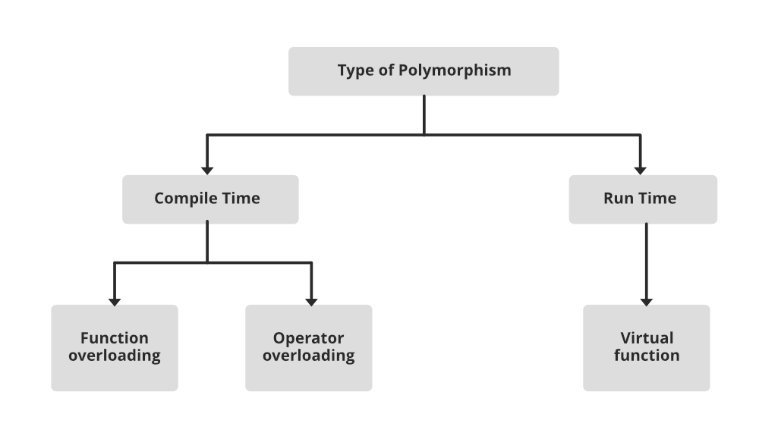 Type of Polymorphism
Compile Time
Run Time
Function
overloading
Operator
overloading
Virtual
function